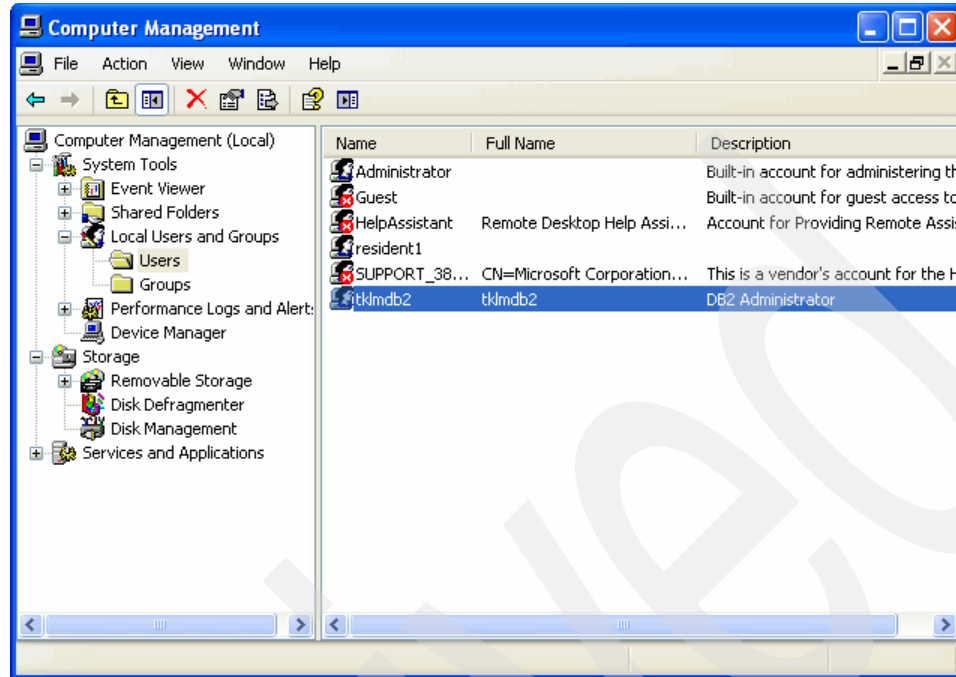 Computer Management
File Action View Window Help
Computer Management (Local)
System Tools
Event Viewer
Shared Folders
Local Users and Groups
Users
Groups
Performance Logs and Alert
Device Manager
Storage
Removable Storage
Disk Defragmenter
Disk Management
Services and Applications
Name Full Name Description
Administrator Built-in account for administering th
Guest Built-in account for guest access to
HelpAssistant Remote Desktop Help Assi... Account for Providing Remote Assi
resident1
SUPPORT_38... CN=Microsoft Corporation... This is a vendor's account for the H
tklmdb2 tklmdb2 DB2 Administrator